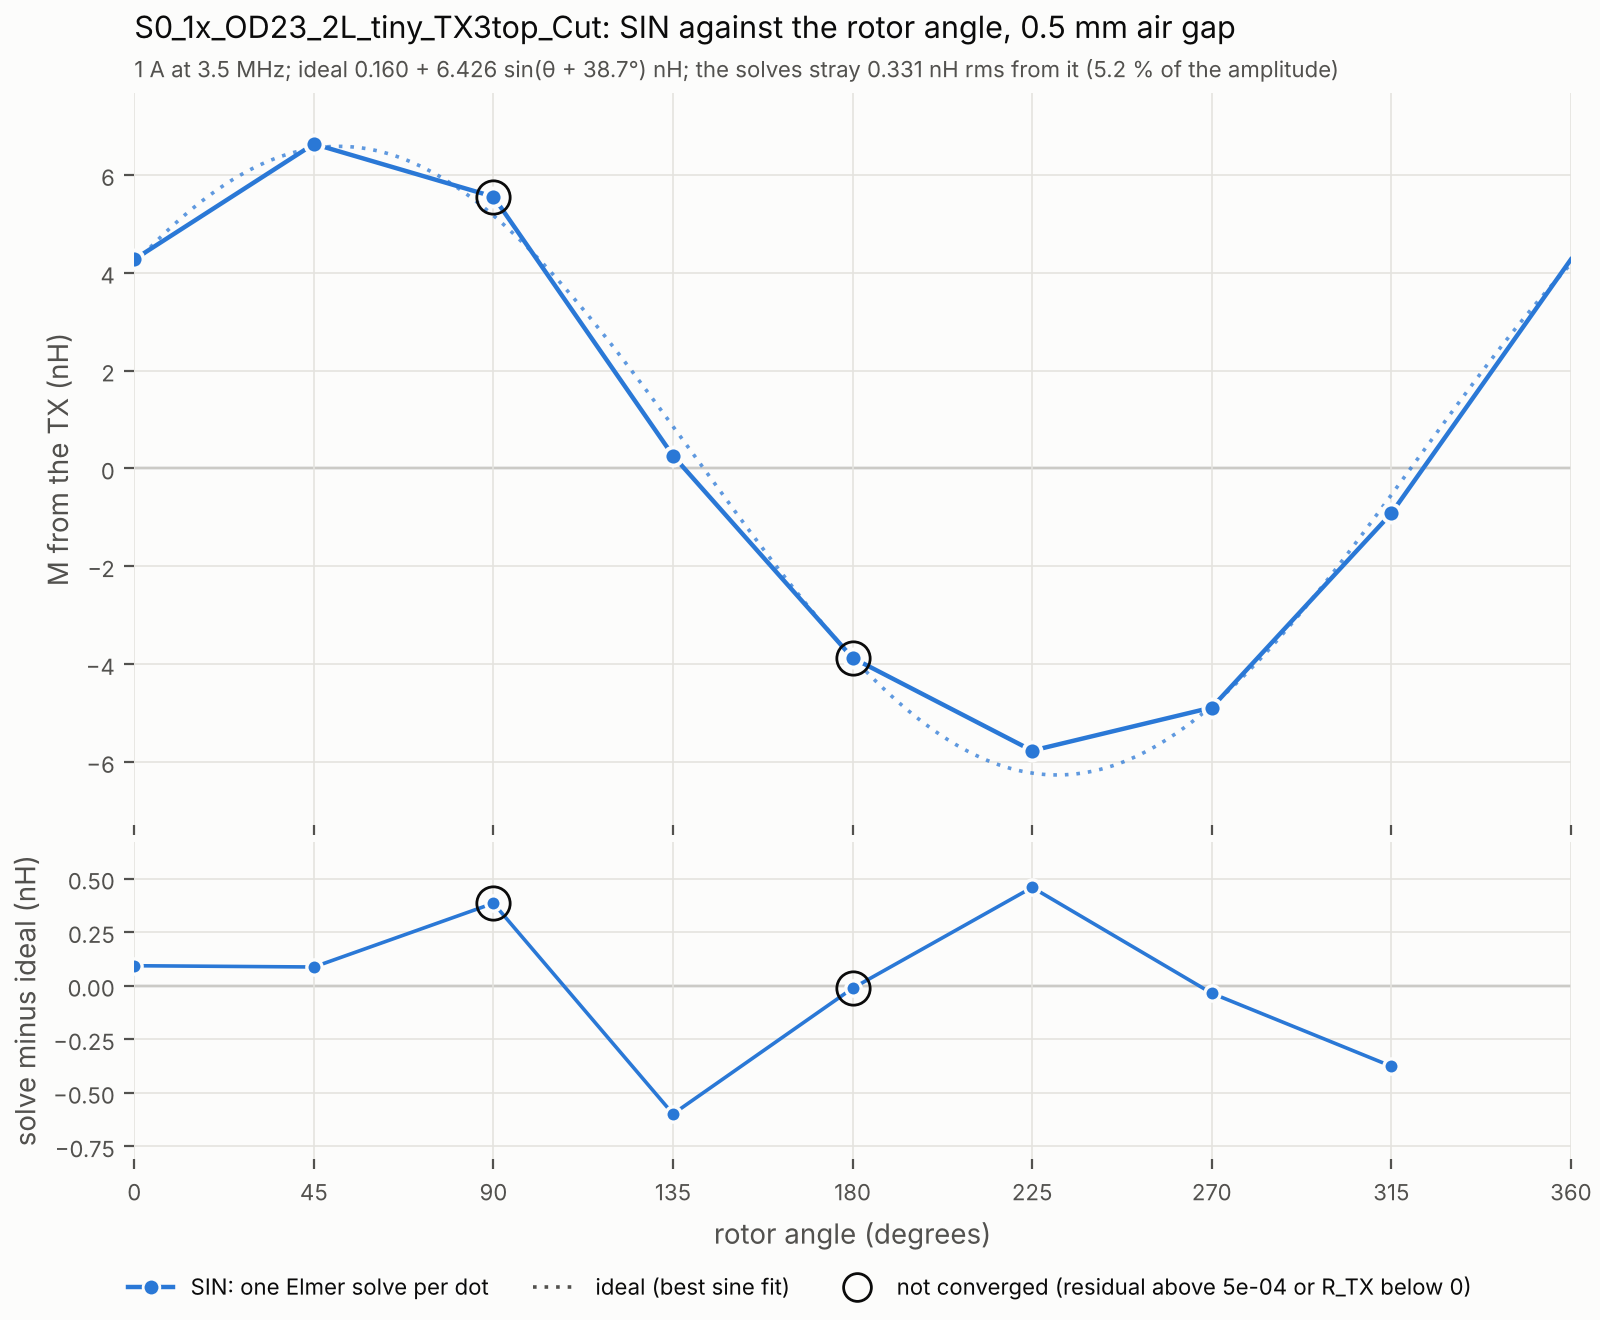 S0_1x_OD23_2L_tiny_TX3top_Cut: SIN against the rotor angle, 0.5 mm air gap
1 A at 3.5 MHz; ideal 0.160 + 6.426 sin(θ + 38.7°) nH; the solves stray 0.331 nH rms from it (5.2 % of the amplitude)
M from the TX (nH)
6
4
2
0
−2
−4
−6
solve minus ideal (nH)
0.50
0.25
0.00
−0.25
−0.50
−0.75
0 45 90 135 180 225 270 315 360
rotor angle (degrees)
SIN: one Elmer solve per dot ideal (best sine fit) not converged (residual above 5e-04 or R_TX below 0)